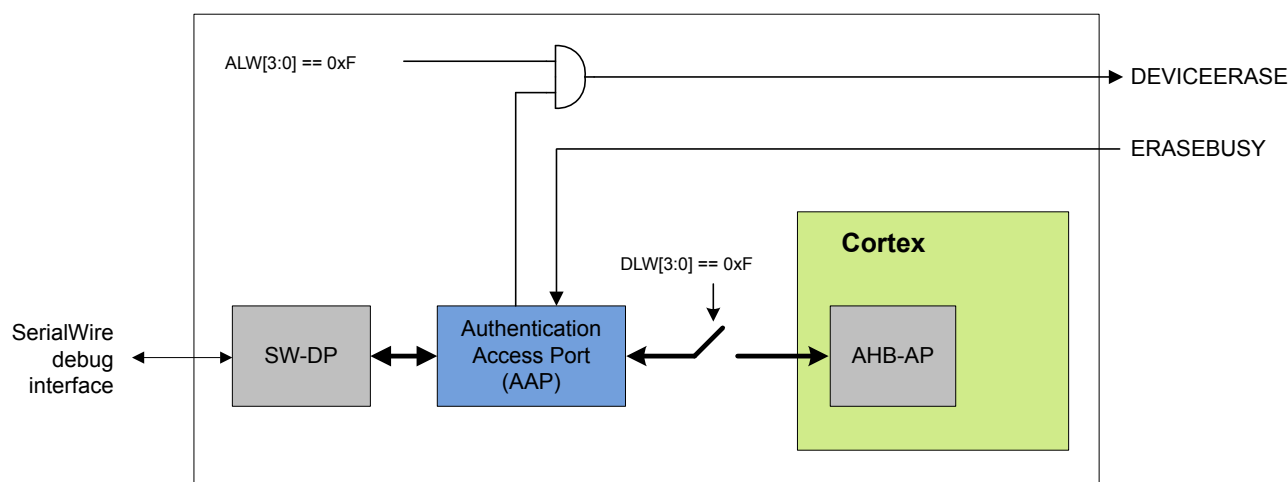 ALW[3:0] == 0xF
DEVICEERASE
ERASEBUSY
Cortex
DLW[3:0] == 0xF
SerialWire
debug
interface
SW-DP
Authentication
Access Port
(AAP)
AHB-AP